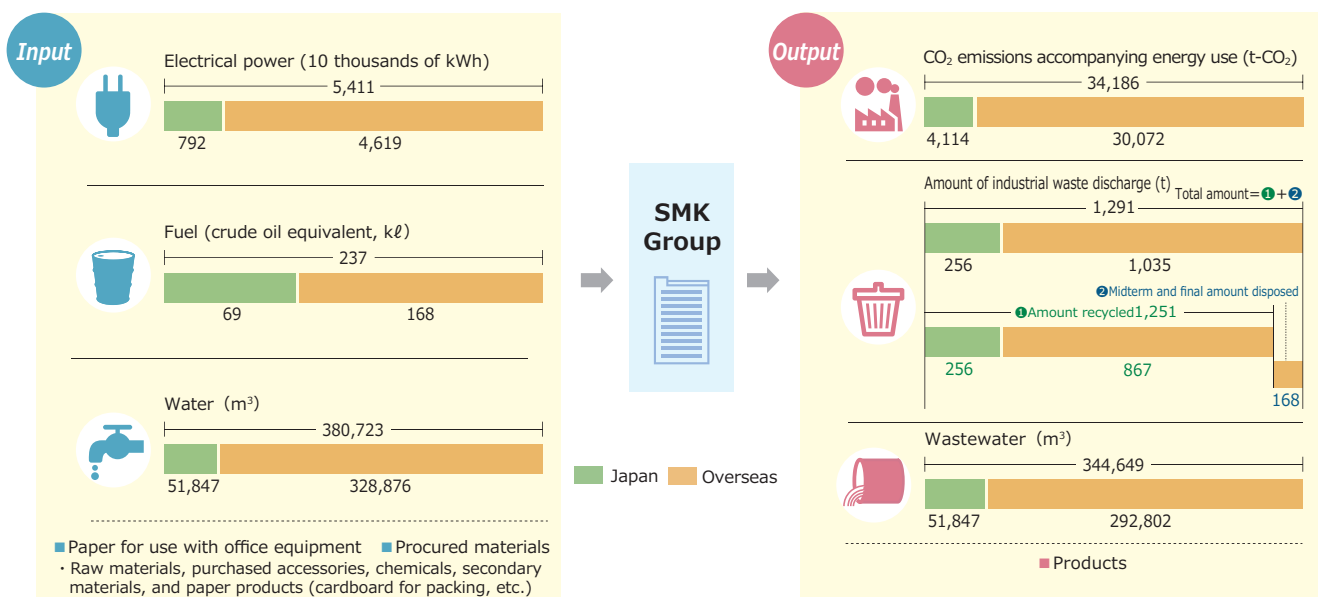 Input
Electrical power (10 thousands of kWh)
5,411
792
4,619
Fuel (crude oil equivalent, kℓ)
237
69
168
Water (m³)
380,723
51,847
328,876
■Paper for use with office equipment ■Procured materials
・Raw materials, purchased accessories, chemicals, secondary
materials, and paper products (cardboard for packing, etc.)
SMK
Group
Japan
Overseas
Output
CO₂ emissions accompanying energy use (t-CO₂)
34,186
4,114
30,072
Amount of industrial waste discharge (t)
Total amount=❶+❷
1,291
256
1,035
❷Midterm and final amount disposed
❶Amount recycled1,251
256
867
168
Wastewater (m³)
344,649
51,847
292,802
■Products